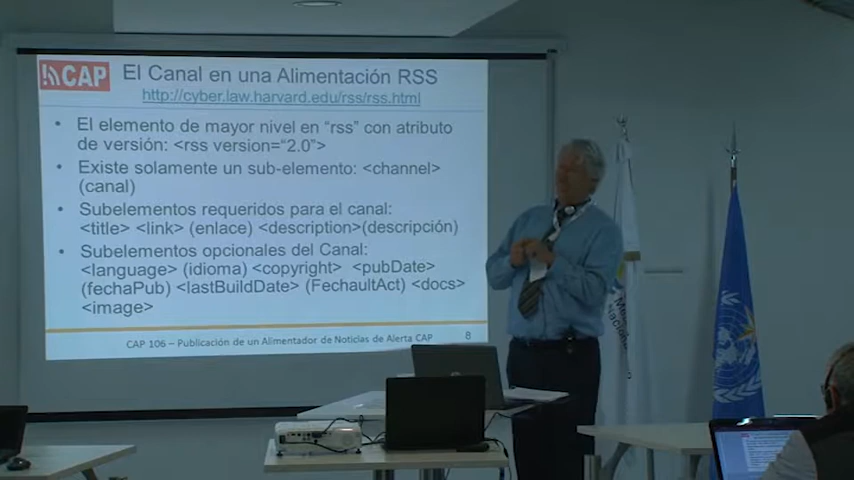 CAP
El Canal en una Alimentación RSS
http://cyber.law.harvard.edu/rss/rss.html
• El elemento de mayor nivel en “rss” con atributo
de versión: <rss version=“2.0”>
• Existe solamente un sub-elemento: <channel>
(canal)
• Subelementos requeridos para el canal:
<title> <link> (enlace) <description> (descripción)
• Subelementos opcionales del Canal:
<language> (idioma) <copyright> <pubDate>
(fechaPub) <lastBuildDate> (FechaultAct) <docs>
<image>
CAP 106 – Publicación de un Alimentador de Noticias de Alerta CAP
8